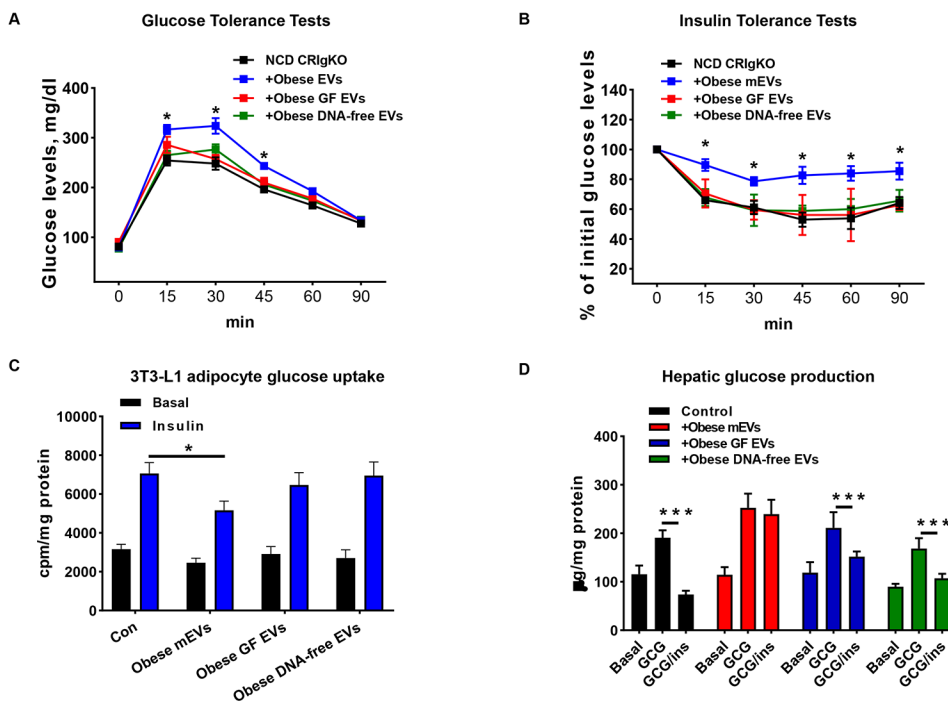 A
Glucose Tolerance Tests
NCD CRIgKO
+Obese EVs
+Obese GF EVs
+Obese DNA-free EVs
Glucose levels, mg/dl
400
300
200
100
* * *
0 15 30 45 60 90
min
B
Insulin Tolerance Tests
NCD CRIgKO
+Obese mEVs
+Obese GF EVs
+Obese DNA-free EVs
% of initial glucose levels
120
100
80
60
40
20
* * * * *
0 15 30 45 60 90
min
C
3T3-L1 adipocyte glucose uptake
Basal
Insulin
cpm/mg protein
10000
8000
6000
4000
2000
0
*
Con
Obese mEVs
Obese GF EVs
Obese DNA-free EVs
D
Hepatic glucose production
Control
+Obese mEVs
+Obese GF EVs
+Obese DNA-free EVs
g/mg protein
400
300
200
100
0
*** *** ***
Basal GCG GCG/ins Basal GCG GCG/ins Basal GCG GCG/ins Basal GCG GCG/ins